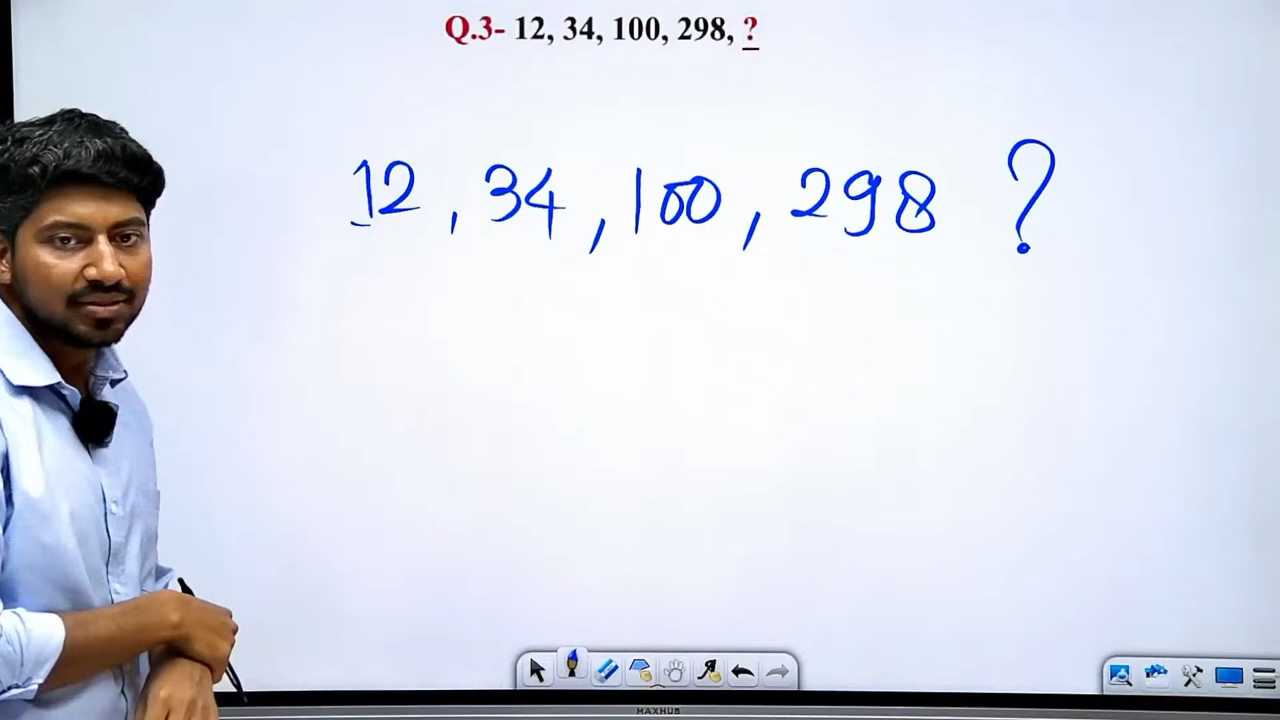 Q.3- 12, 34, 100, 298, ?
12, 34, 100, 298 ?
MAXHUB